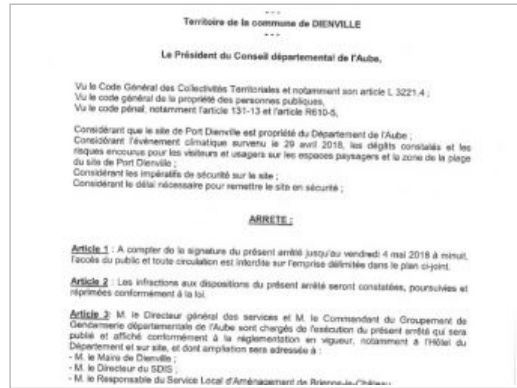 ---
Territoire de la commune de DIENVILLE
---
Le Président du Conseil départemental de l'Aube,
Vu le Code Général des Collectivités Territoriales et notamment son article L 3221.4 ;
Vu le code général de la propriété des personnes publiques,
Vu le code pénal, notamment l'article 131-13 et l'article R610-5,
Considérant que le site de Port Dienville est propriété du Département de l'Aube ;
Considérant l'événement climatique survenu le 29 avril 2018, les dégâts constatés et les
risques encourus pour les visiteurs et usagers sur les espaces paysagers et la zone de la plage
du site de Port Dienville ;
Considérant les impératifs de sécurité sur le site ;
Considérant le délai nécessaire pour remettre le site en sécurité ;
ARRETE :
Article 1 : A compter de la signature du présent arrêté jusqu'au vendredi 4 mai 2018 à minuit,
l'accès du public et toute circulation est interdite sur l'emprise délimitée dans le plan ci-joint.
Article 2 : Les infractions aux dispositions du présent arrêté seront constatées, poursuivies et
réprimées conformément à la loi.
Article 3: M. le Directeur général des services et M. le Commandant du Groupement de
Gendarmerie départementale de l'Aube sont chargés de l'exécution du présent arrêté qui sera
publié et affiché conformément à la réglementation en vigueur, notamment à l'Hôtel du
Département et sur site, et dont ampliation sera adressée à :
- M. le Maire de Dienville ;
- M. le Directeur du SDIS ;
- M. le Responsable du Service Local d'Aménagement de Brienne-le-Château